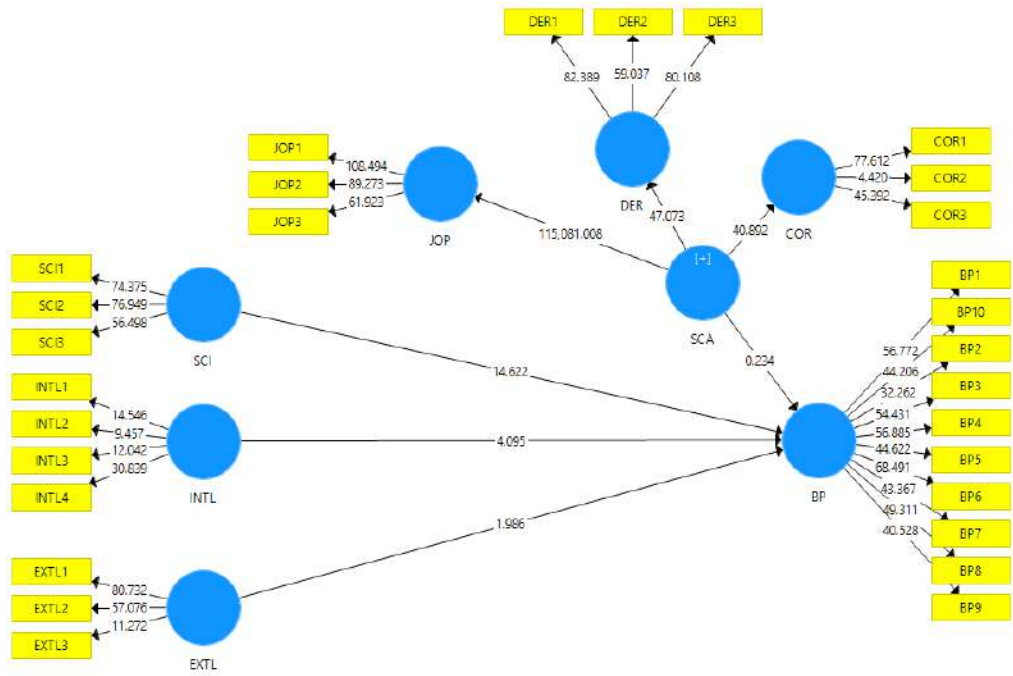 DER1
DER2
DER3
82.389
59.037
80.108
DER
JOP1
JOP2
JOP3
108.494
89.273
61.923
JOP
COR1
COR2
COR3
77.612
4.420
45.392
COR
47.073
40.892
115,081.008
[+]
SCA
0.234
SCI1
SCI2
SCI3
74.375
76.949
56.498
SCI
14.622
INTL1
INTL2
INTL3
INTL4
14.546
9.457
12.042
30.839
INTL
4.095
EXTL1
EXTL2
EXTL3
80.732
57.076
11.272
EXTL
1.986
BP
56.772
44.206
32.262
54.431
56.885
44.622
68.491
43.367
49.311
40.528
BP1
BP10
BP2
BP3
BP4
BP5
BP6
BP7
BP8
BP9